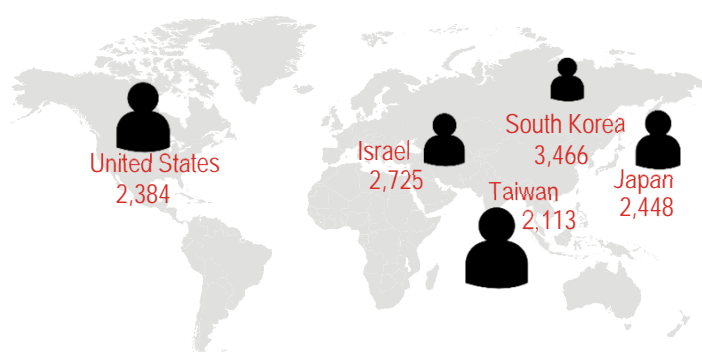 United States
2,384
Israel
2,725
South Korea
3,466
Taiwan
2,113
Japan
2,448